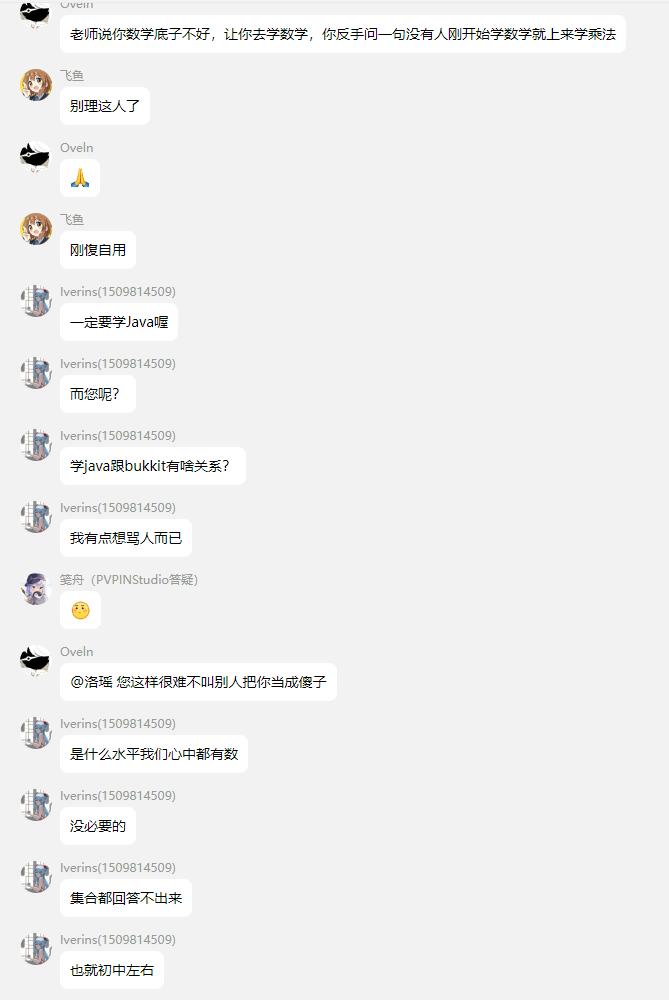 Oveln
老师说你数学底子不好，让你去学数学，你反手问一句没有人刚开始学数学就上来学乘法
飞鱼
别理这人了
Oveln
🙏
飞鱼
刚愎自用
Iverins(1509814509)
一定要学Java喔
Iverins(1509814509)
而您呢？
Iverins(1509814509)
学java跟bukkit有啥关系？
Iverins(1509814509)
我有点想骂人而已
笺舟（PVPINStudio答疑）
Oveln
@洛瑶 您这样很难不叫别人把你当成傻子
Iverins(1509814509)
是什么水平我们心中都有数
Iverins(1509814509)
没必要的
Iverins(1509814509)
集合都回答不出来
Iverins(1509814509)
也就初中左右